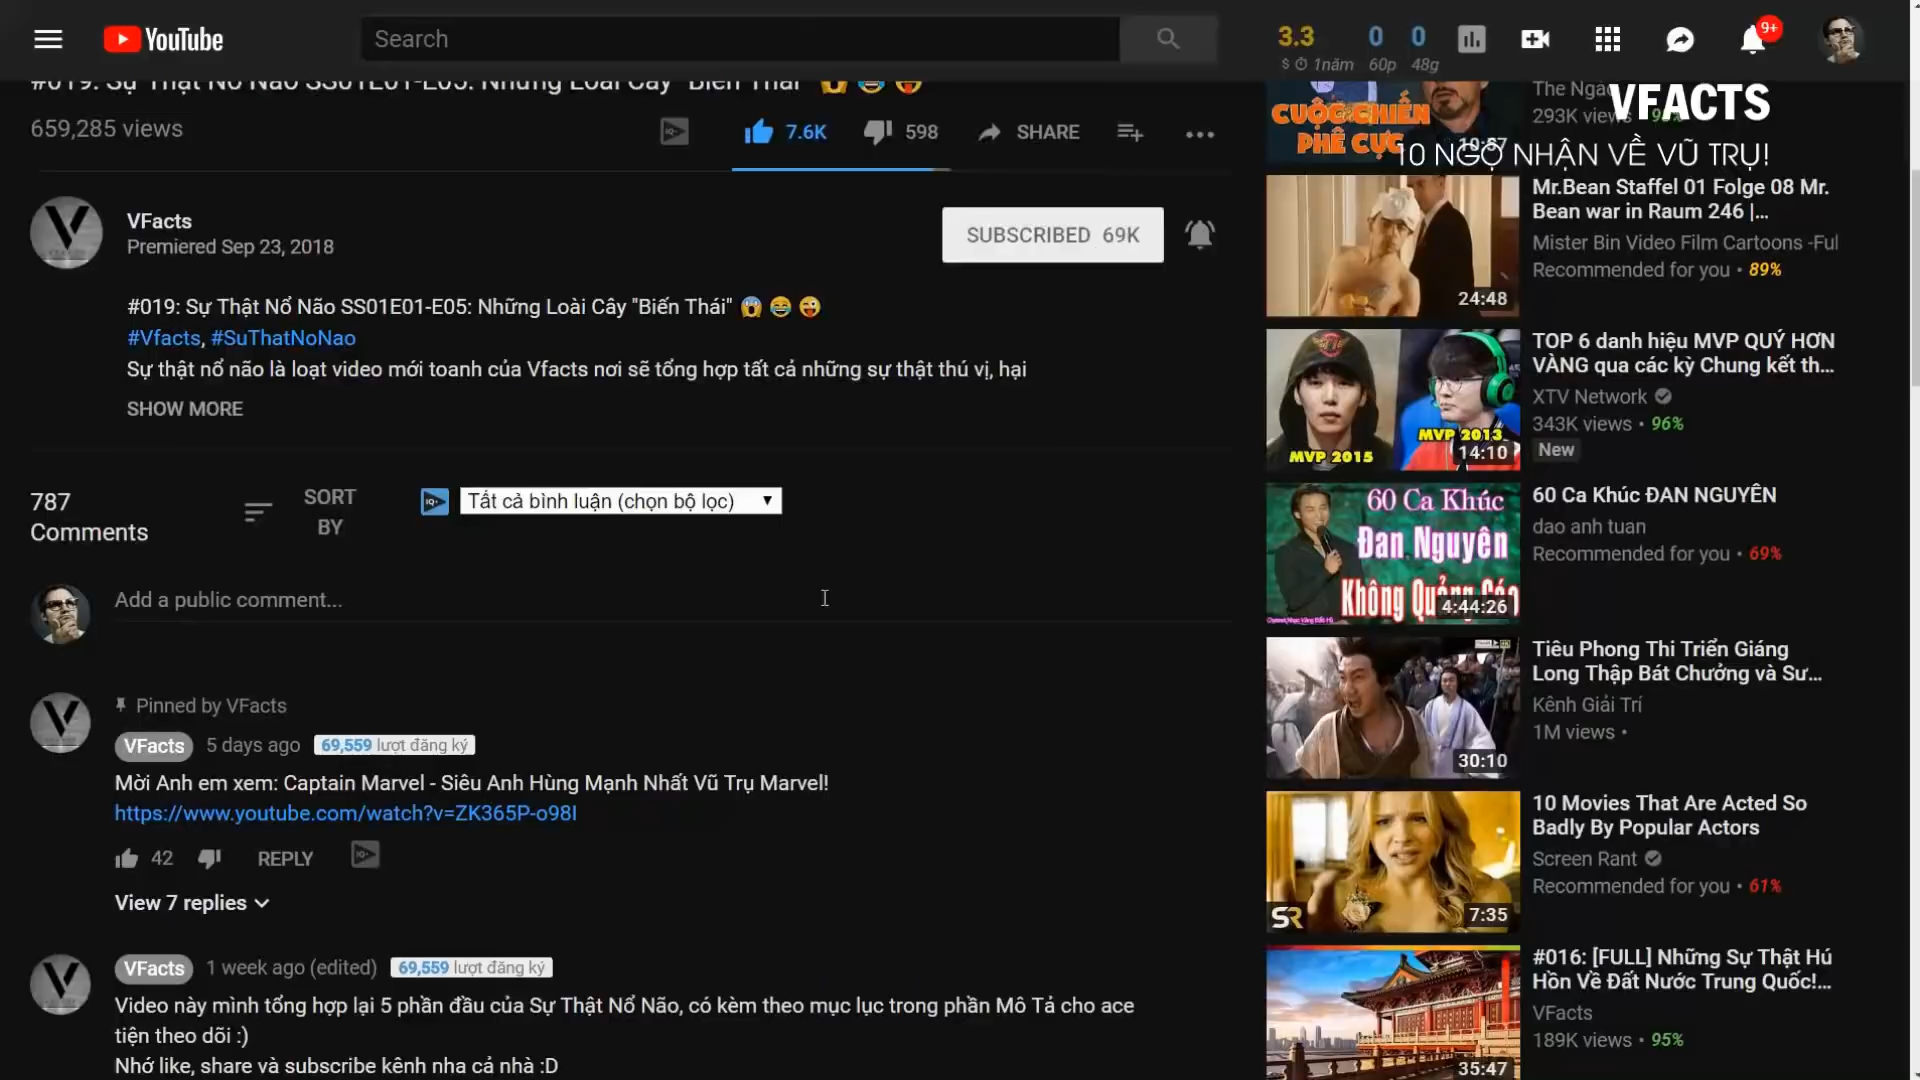 YouTube
Search
3.3
0
0
1năm
60p
48g
9+
#019: Sự Thật Nổ Não SS01E01-E05: Những Loài Cây "Biến Thái"
659,285 views
7.6K
598
SHARE
VFacts
Premiered Sep 23, 2018
SUBSCRIBED 69K
#019: Sự Thật Nổ Não SS01E01-E05: Những Loài Cây "Biến Thái" 😱 😂 😜
#Vfacts, #SuThatNoNao
Sự thật nổ não là loạt video mới toanh của Vfacts nơi sẽ tổng hợp tất cả những sự thật thú vị, hại
SHOW MORE
787
Comments
SORT
BY
Tất cả bình luận (chọn bộ lọc)
Add a public comment...
Pinned by VFacts
VFacts 5 days ago 69,559 lượt đăng ký
Mời Anh em xem: Captain Marvel - Siêu Anh Hùng Mạnh Nhất Vũ Trụ Marvel!
https://www.youtube.com/watch?v=ZK365P-o98I
42 REPLY
View 7 replies
VFacts 1 week ago (edited) 69,559 lượt đăng ký
Video này mình tổng hợp lại 5 phần đầu của Sự Thật Nổ Não, có kèm theo mục lục trong phần Mô Tả cho ace
tiện theo dõi :)
Nhớ like, share và subscribe kênh nha cả nhà :D
VFACTS
10 NGỘ NHẬN VỀ VŨ TRỤ!
CUỘC CHIẾN
PHÊ CỰC
293K views
Mr.Bean Staffel 01 Folge 08 Mr.
Bean war in Raum 246 |...
Mister Bin Video Film Cartoons -Ful
Recommended for you • 89%
24:48
TOP 6 danh hiệu MVP QUÝ HƠN
VÀNG qua các kỳ Chung kết th...
XTV Network
343K views • 96%
New
MVP 2013
MVP 2015
14:10
60 Ca Khúc ĐAN NGUYÊN
dao anh tuan
Recommended for you • 69%
60 Ca Khúc
Đan Nguyên
Không Quảng Cáo
4:44:26
Tiêu Phong Thi Triển Giáng
Long Thập Bát Chưởng và Sư...
Kênh Giải Trí
1M views •
30:10
10 Movies That Are Acted So
Badly By Popular Actors
Screen Rant
Recommended for you • 61%
SR
7:35
#016: [FULL] Những Sự Thật Hú
Hồn Về Đất Nước Trung Quốc!...
VFacts
189K views • 95%
35:47